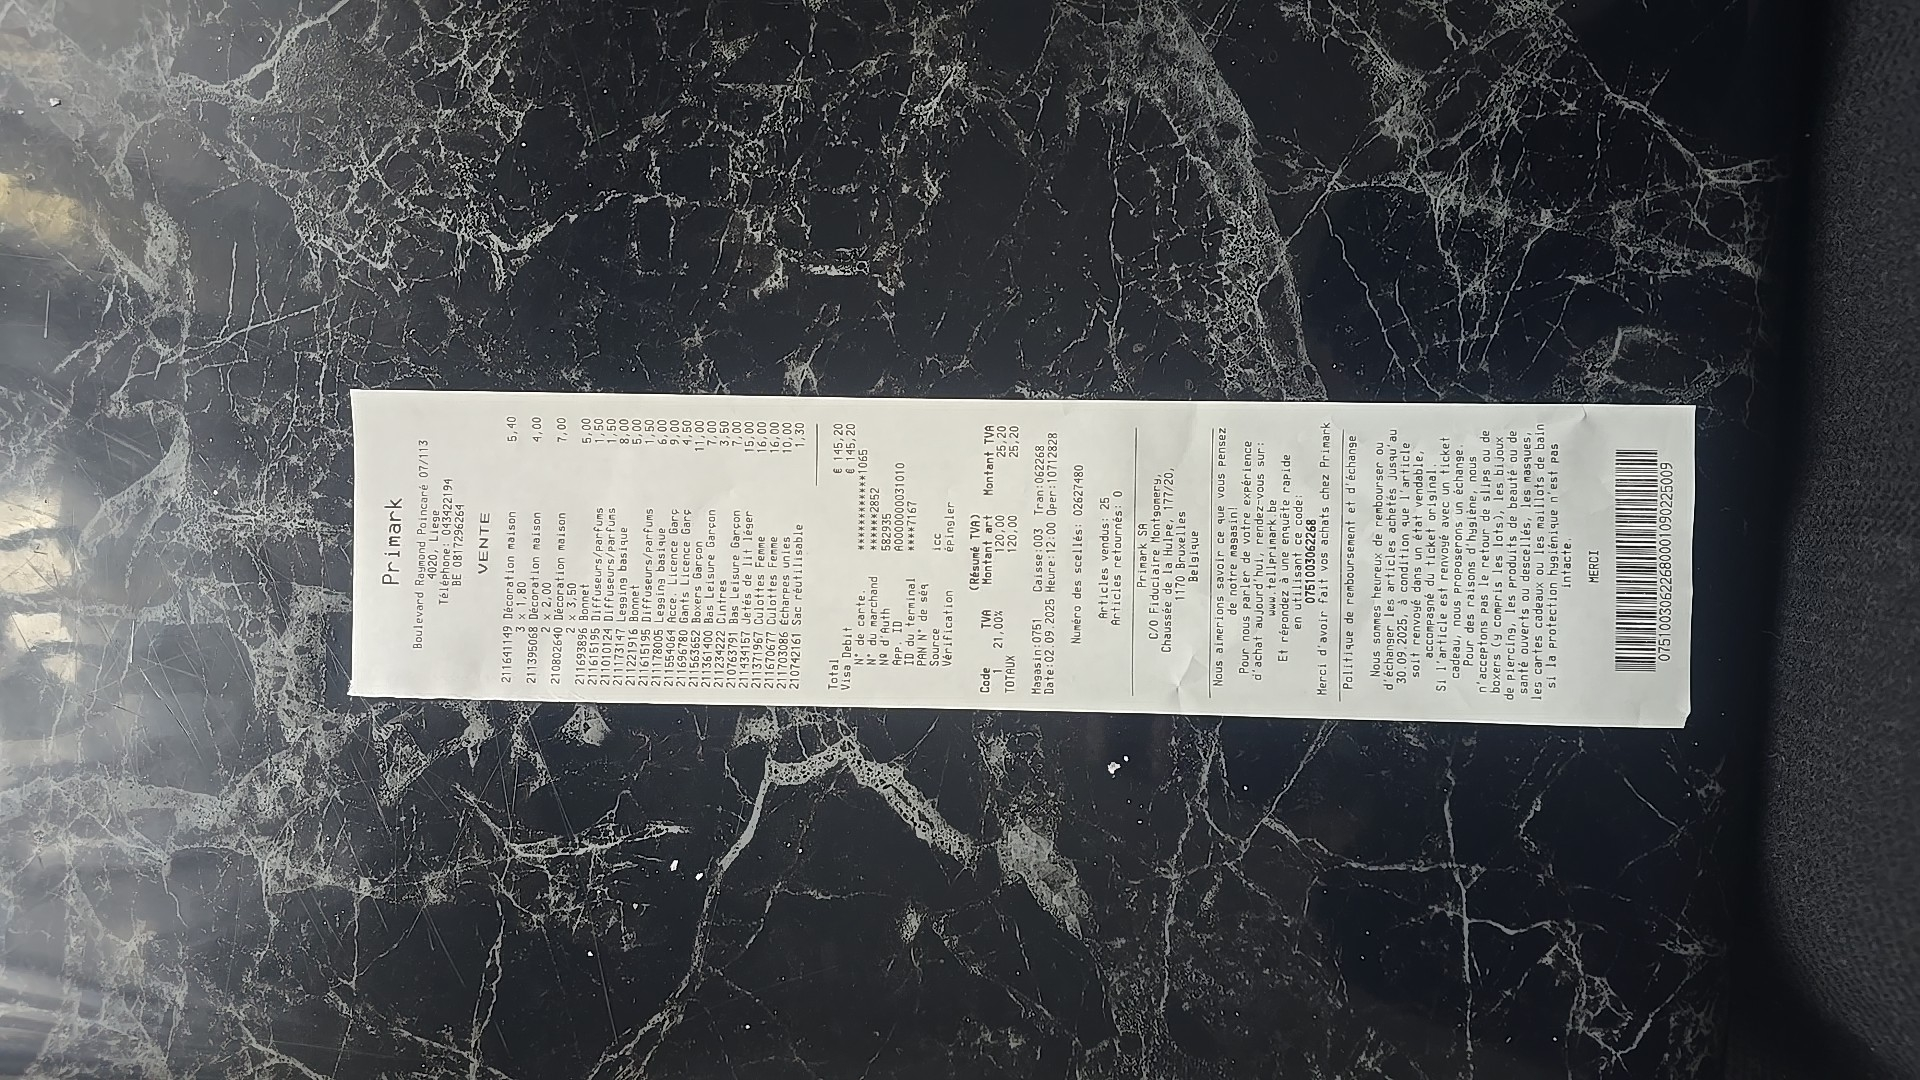 Primark
Boulevard Raymond Poincaré 07/113
4020, Liège
Téléphone: 043422194
BE 0817296264
VENTE
211641149 Décoration maison 5,40
3 x 1,80
211395068 Décoration maison 4,00
2 x 2,00
210802640 Décoration maison 7,00
2 x 3,50
211693896 Bonnet 5,00
211615195 Diffuseurs/parfums 1,50
211010124 Diffuseurs/parfums 1,50
211173147 Legging basique 8,00
211221916 Bonnet 5,00
211615195 Diffuseurs/parfums 1,50
211178005 Legging basique 6,00
211554064 Acce. Licence Garç 9,00
211696780 Gants Licence Garç 4,50
211563652 Boxers Garçon 11,00
211361400 Bas Leisure Garçon 7,00
211234222 Cintres 3,50
210763791 Bas Leisure Garçon 7,00
211434157 Jetés de lit léger 15,00
211371967 Culottes Femme 16,00
211670677 Culottes Femme 16,00
211703086 Écharpes unies 10,00
210742161 Sac réutilisable 1,30
Total € 145,20
Visa Debit € 145,20
N° de carte. ************1065
N° du marchand ******2852
Nº d'Auth 582935
App. ID A0000000031010
ID du terminal ****7167
PAN N° de séq
Source icc
Vérification épingler
(Résumé TVA)
Code TVA Montant art Montant TVA
1 21,00% 120,00 25,20
TOTAUX 120,00 25,20
Magasin:0751 Caisse:003 Tran:062268
Date:02.09.2025 Heure:12:00 Oper:10712828
Numéro des scellés: 02627480
Articles vendus: 25
Articles retournés: 0
Primark SA
C/O Fiduciaire Montgomery,
Chaussée de la Hulpe, 177/20,
1170 Bruxelles
Belgique
Nous aimerions savoir ce que vous pensez
de notre magasin!
Pour nous parler de votre expérience
d'achat aujourd'hui, rendez-vous sur:
www.tellprimark.be
Et répondez à une enquête rapide
en utilisant ce code:
0751003062268
Merci d'avoir fait vos achats chez Primark
Politique de remboursement et d'échange
Nous sommes heureux de rembourser ou
d'échanger les articles achetés jusqu'au
30.09.2025, à condition que l'article
soit renvoyé dans un état vendable,
accompagné du ticket original.
Si l'article est renvoyé avec un ticket
cadeau, nous proposerons un échange.
Pour des raisons d'hygiène, nous
n'acceptons pas le retour de slips ou de
boxers (y compris les lots), les bijoux
de piercing, les produits de beauté ou de
santé ouverts ou descellés, les masques,
les cartes cadeaux ou les maillots de bain
si la protection hygiénique n'est pas
intacte.
MERCI
07510030622680001090225009